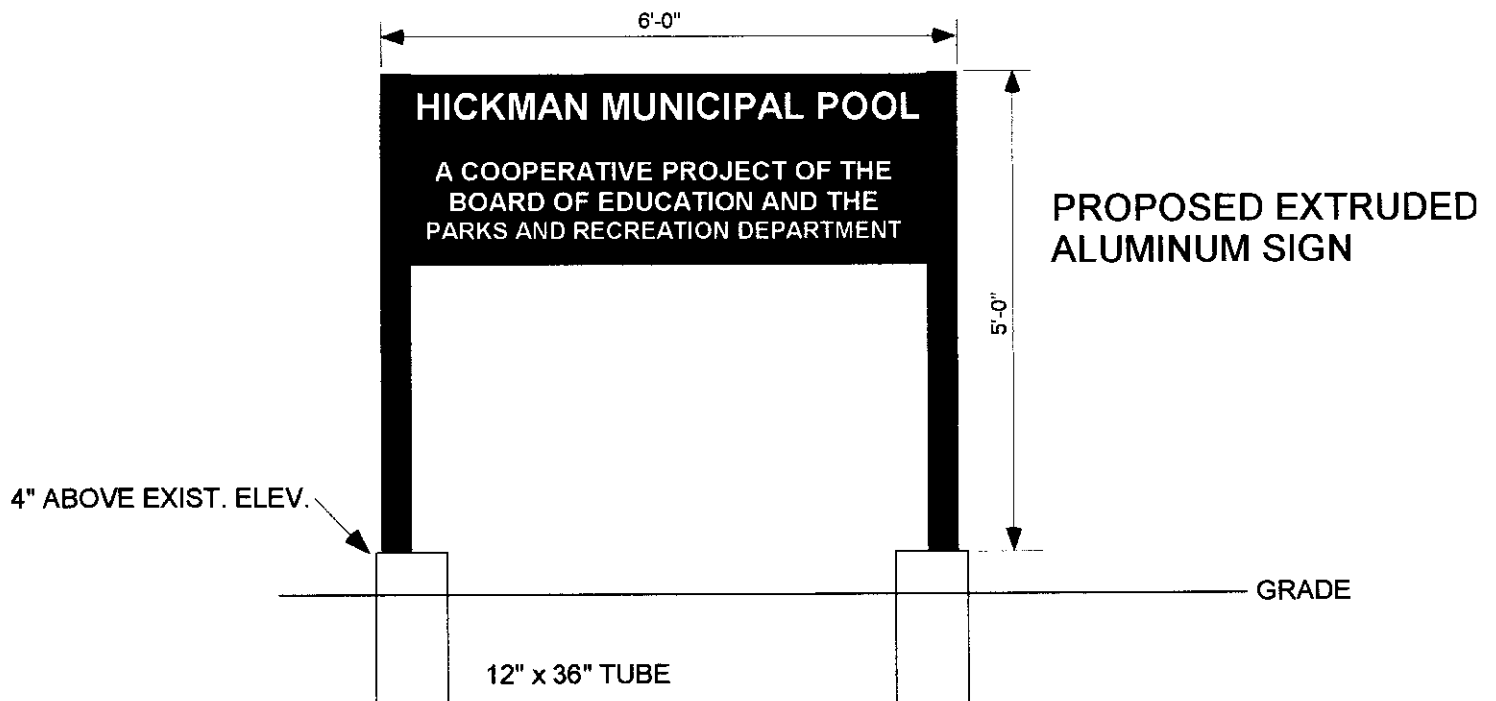 6'-0"
HICKMAN MUNICIPAL POOL
A COOPERATIVE PROJECT OF THE
BOARD OF EDUCATION AND THE
PARKS AND RECREATION DEPARTMENT
PROPOSED EXTRUDED
ALUMINUM SIGN
5'-0"
4" ABOVE EXIST. ELEV.
GRADE
12" x 36" TUBE